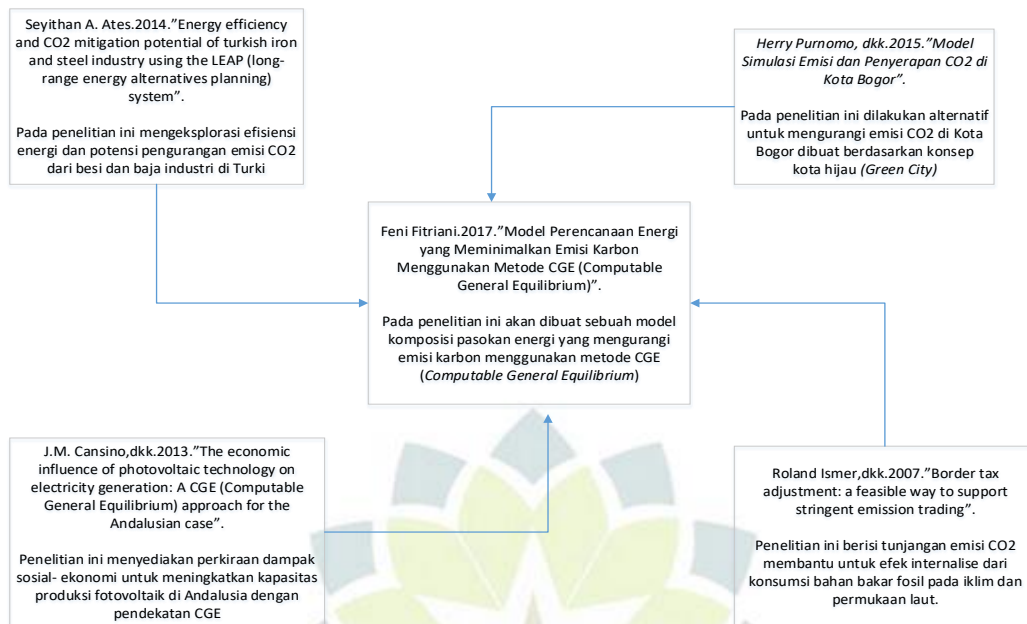 Seyithan A. Ates.2014."Energy efficiency
and CO2 mitigation potential of turkish iron
and steel industry using the LEAP (long-
range energy alternatives planning)
system".
Pada penelitian ini mengeksplorasi efisiensi
energi dan potensi pengurangan emisi CO2
dari besi dan baja industri di Turki
Herry Purnomo, dkk.2015."Model
Simulasi Emisi dan Penyerapan CO2 di
Kota Bogor".
Pada penelitian ini dilakukan alternatif
untuk mengurangi emisi CO2 di Kota
Bogor dibuat berdasarkan konsep
kota hijau (Green City)
Feni Fitriani.2017."Model Perencanaan Energi
yang Meminimalkan Emisi Karbon
Menggunakan Metode CGE (Computable
General Equilibrium)".
Pada penelitian ini akan dibuat sebuah model
komposisi pasokan energi yang mengurangi
emisi karbon menggunakan metode CGE
(Computable General Equilibrium)
J.M. Cansino,dkk.2013."The economic
influence of photovoltaic technology on
electricity generation: A CGE (Computable
General Equilibrium) approach for the
Andalusian case".
Penelitian ini menyediakan perkiraan dampak
sosial- ekonomi untuk meningkatkan kapasitas
produksi fotovoltaik di Andalusia dengan
pendekatan CGE
Roland Ismer,dkk.2007."Border tax
adjustment: a feasible way to support
stringent emission trading".
Penelitian ini berisi tunjangan emisi CO2
membantu untuk efek internalise dari
konsumsi bahan bakar fosil pada iklim dan
permukaan laut.